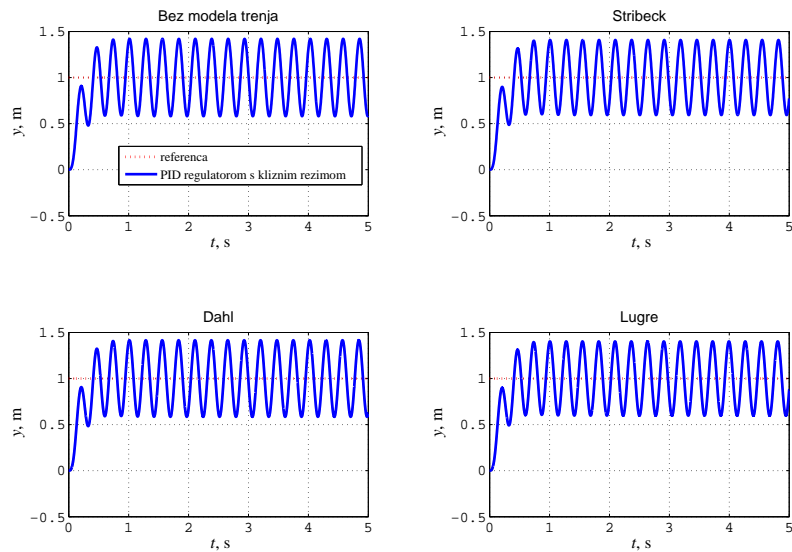 Bez modela trenja
1.5
1
0.5
0
−0.5
y, m
0 1 2 3 4 5
t, s
referenca
PID regulatorom s kliznim rezimom
Stribeck
1.5
1
0.5
0
−0.5
y, m
0 1 2 3 4 5
t, s
Dahl
1.5
1
0.5
0
−0.5
y, m
0 1 2 3 4 5
t, s
Lugre
1.5
1
0.5
0
−0.5
y, m
0 1 2 3 4 5
t, s